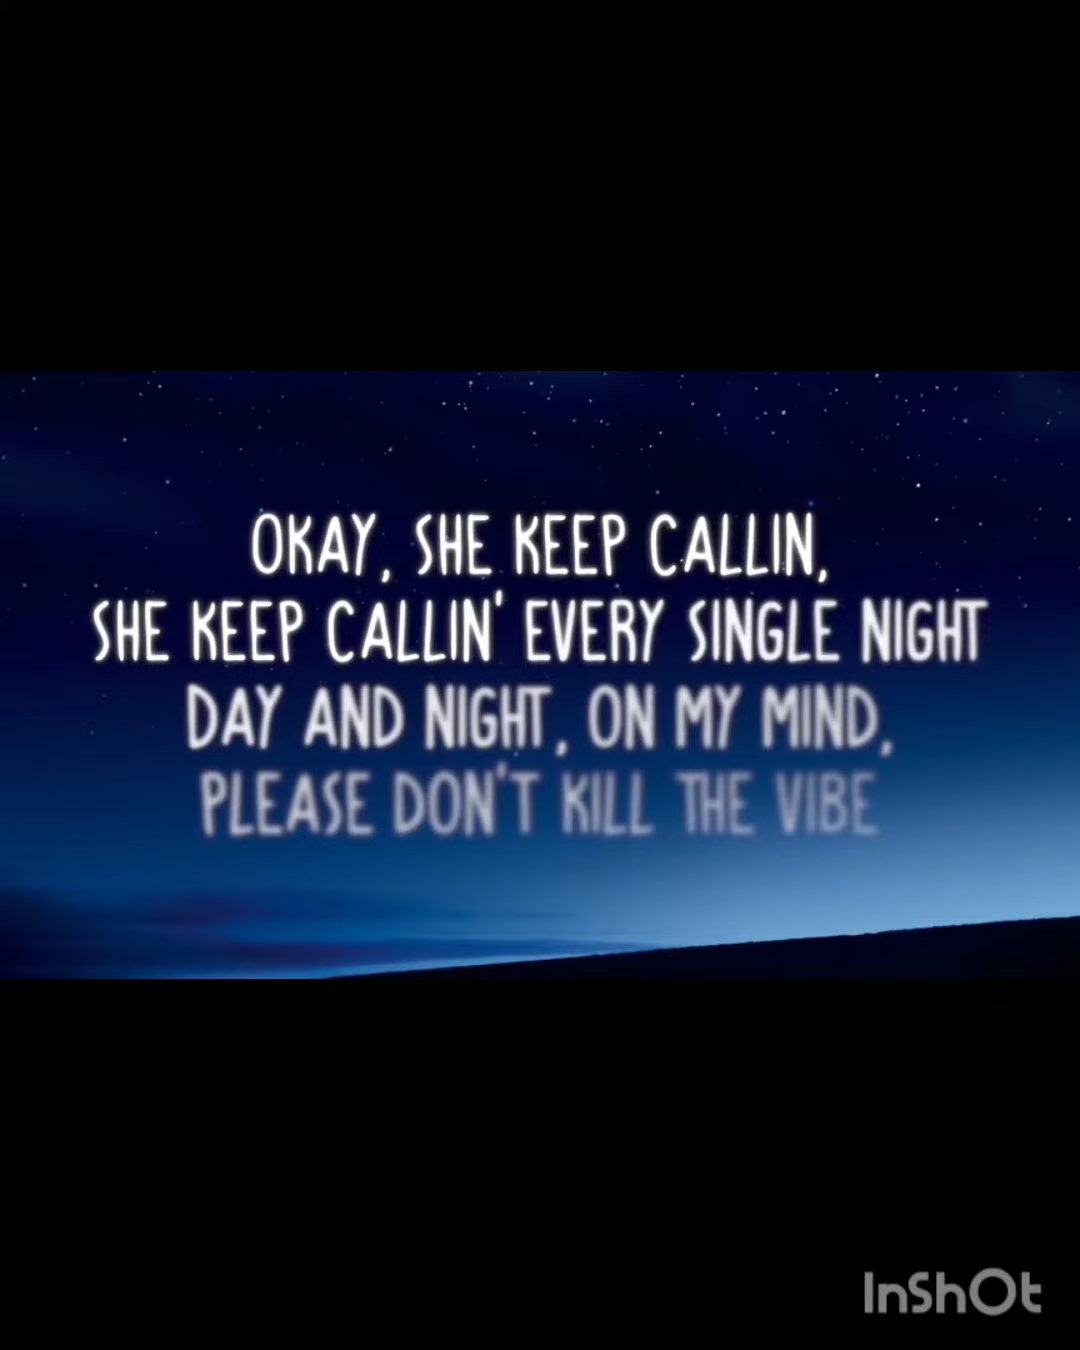 OKAY, SHE KEEP CALLIN,
SHE KEEP CALLIN' EVERY SINGLE NIGHT
DAY AND NIGHT, ON MY MIND,
PLEASE DON'T KILL THE VIBE
InShOt